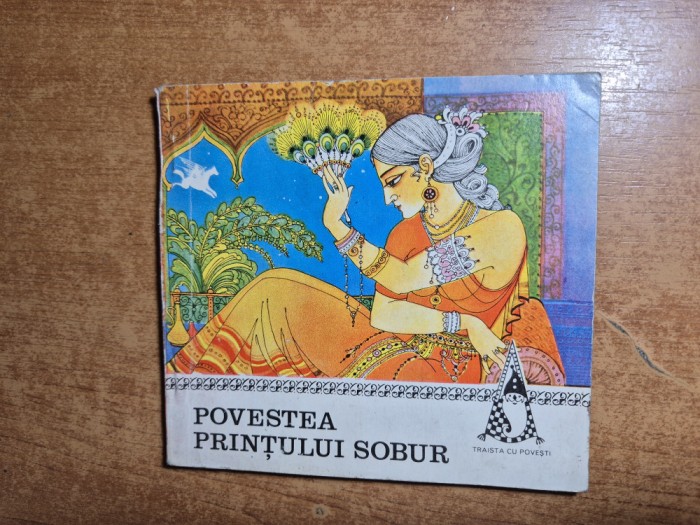 POVESTEA
PRINȚULUI SOBUR
TRAISTA CU POVEȘTI